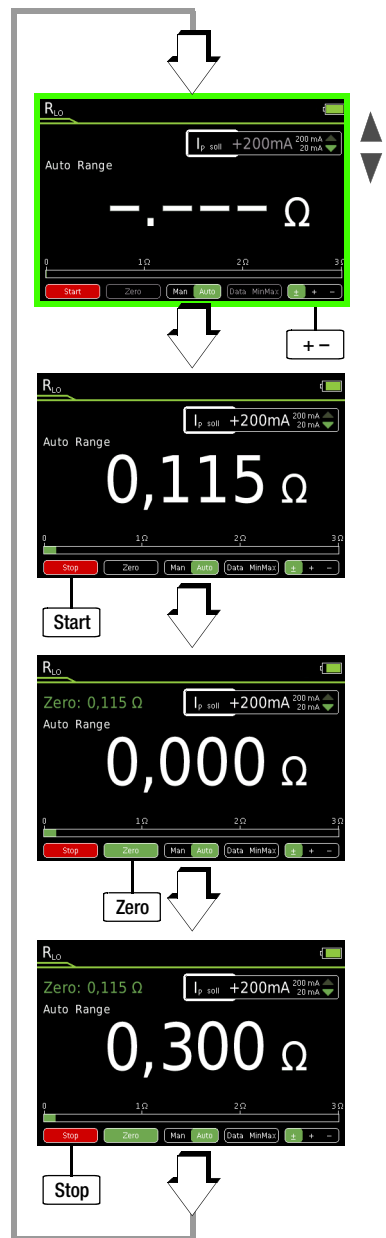 RLO
Ip soll +200mA 200 mA
20 mA
Auto Range
-.--- Ω
0 1Ω 2Ω 3Ω
Start Zero Man Auto Data MinMax ± + -
+ −
RLO
Ip soll +200mA 200 mA
20 mA
Auto Range
0,115 Ω
0 1Ω 2Ω 3Ω
Stop Zero Man Auto Data MinMax ± + -
Start
RLO
Zero: 0,115 Ω Ip soll +200mA 200 mA
20 mA
Auto Range
0,000 Ω
0 1Ω 2Ω 3Ω
Stop Zero Man Auto Data MinMax ± + -
Zero
RLO
Zero: 0,115 Ω Ip soll +200mA 200 mA
20 mA
Auto Range
0,300 Ω
0 1Ω 2Ω 3Ω
Stop Zero Man Auto Data MinMax ± + -
Stop